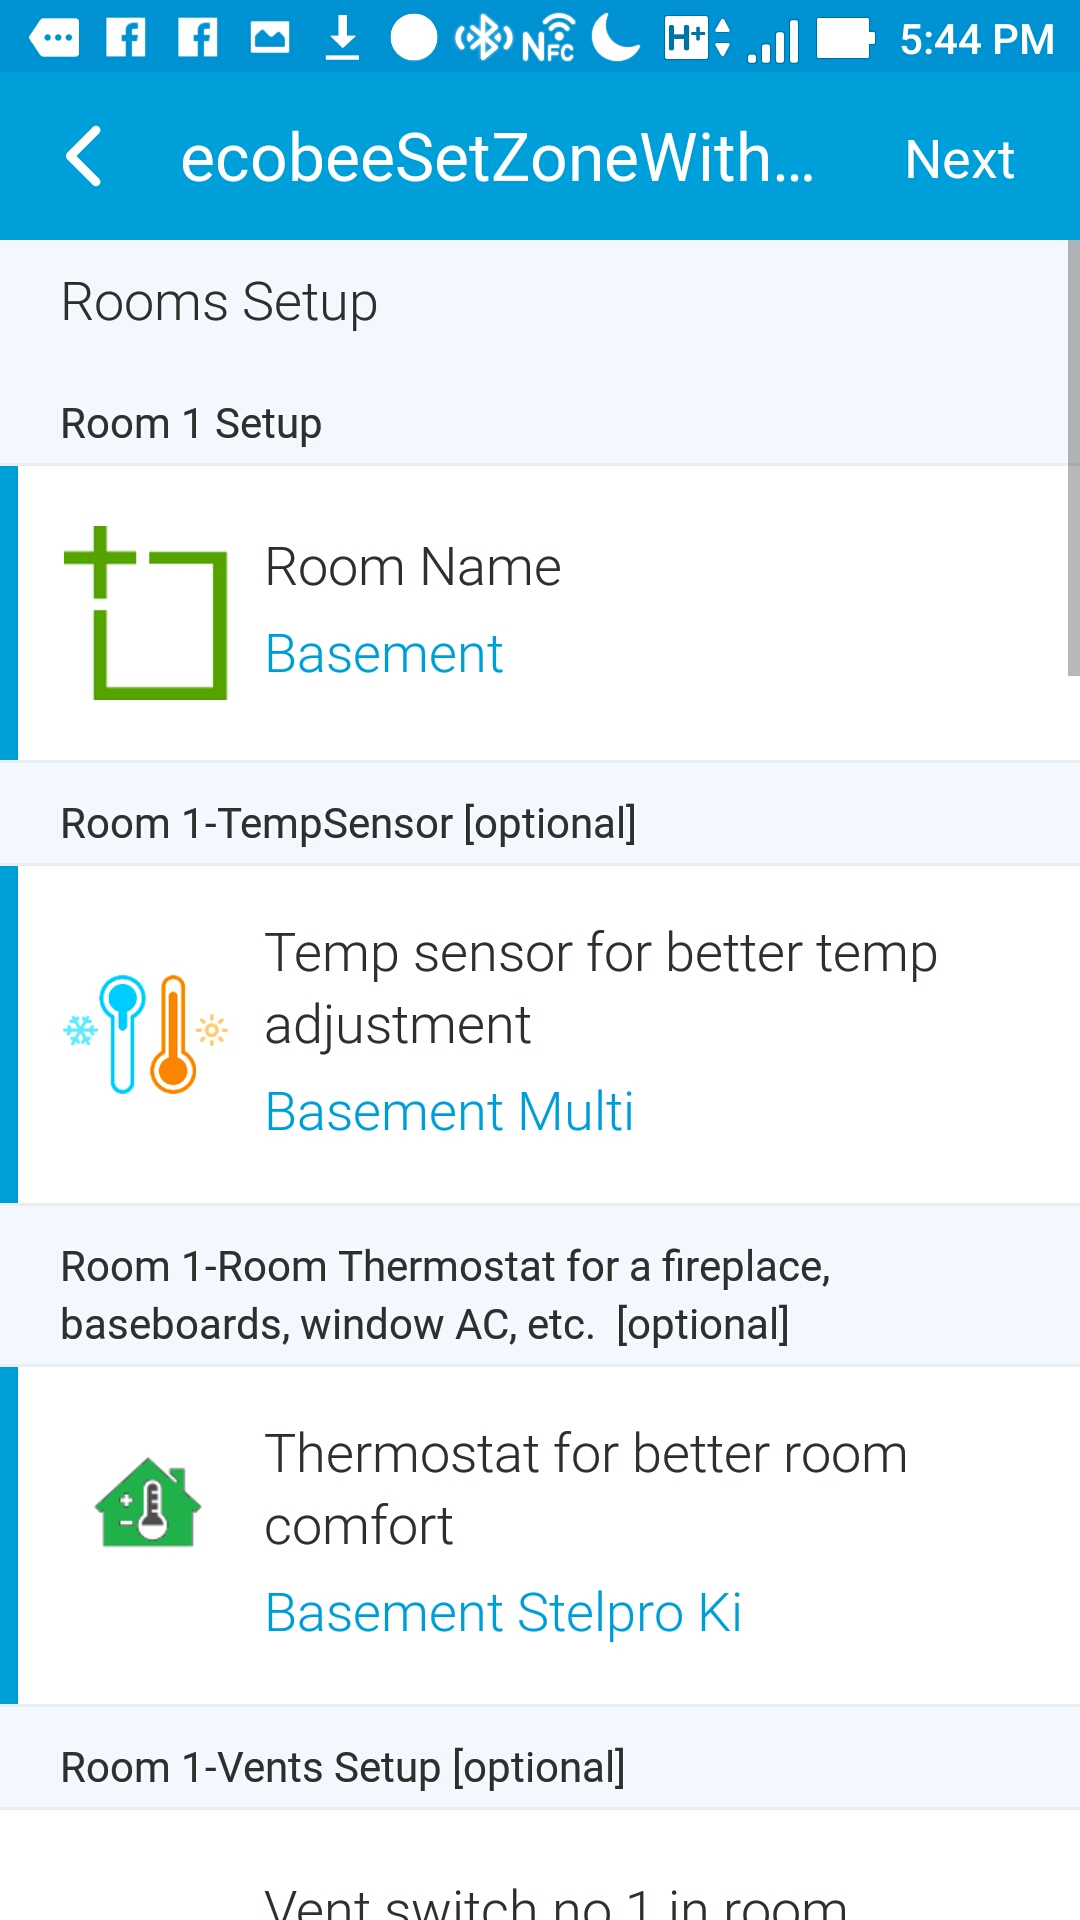 NFC H+ 5:44 PM
ecobeeSetZoneWith... Next
Rooms Setup
Room 1 Setup
Room Name
Basement
Room 1-TempSensor [optional]
Temp sensor for better temp
adjustment
Basement Multi
Room 1-Room Thermostat for a fireplace,
baseboards, window AC, etc.  [optional]
Thermostat for better room
comfort
Basement Stelpro Ki
Room 1-Vents Setup [optional]
Vent switch no 1 in room